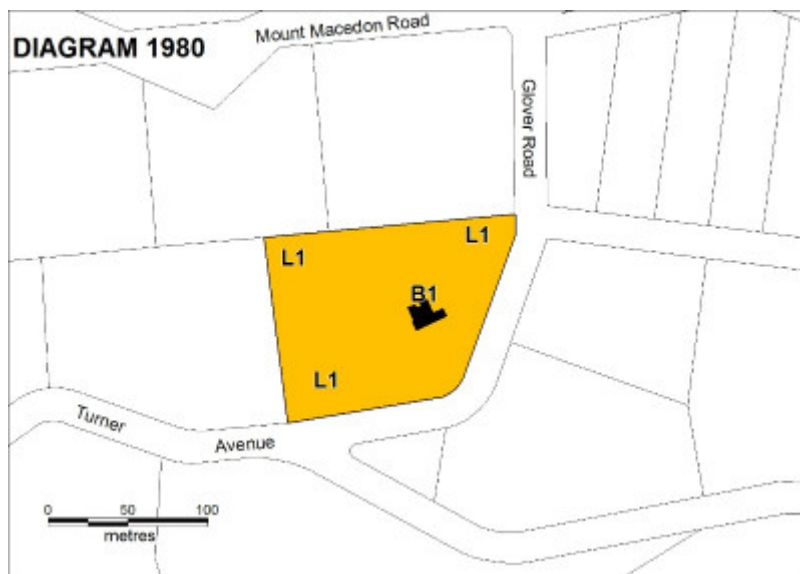 Mount Macedon Road
DIAGRAM 1980
Glover Road
L1
L1
B1
L1
Turner
Avenue
0 50 100
metres